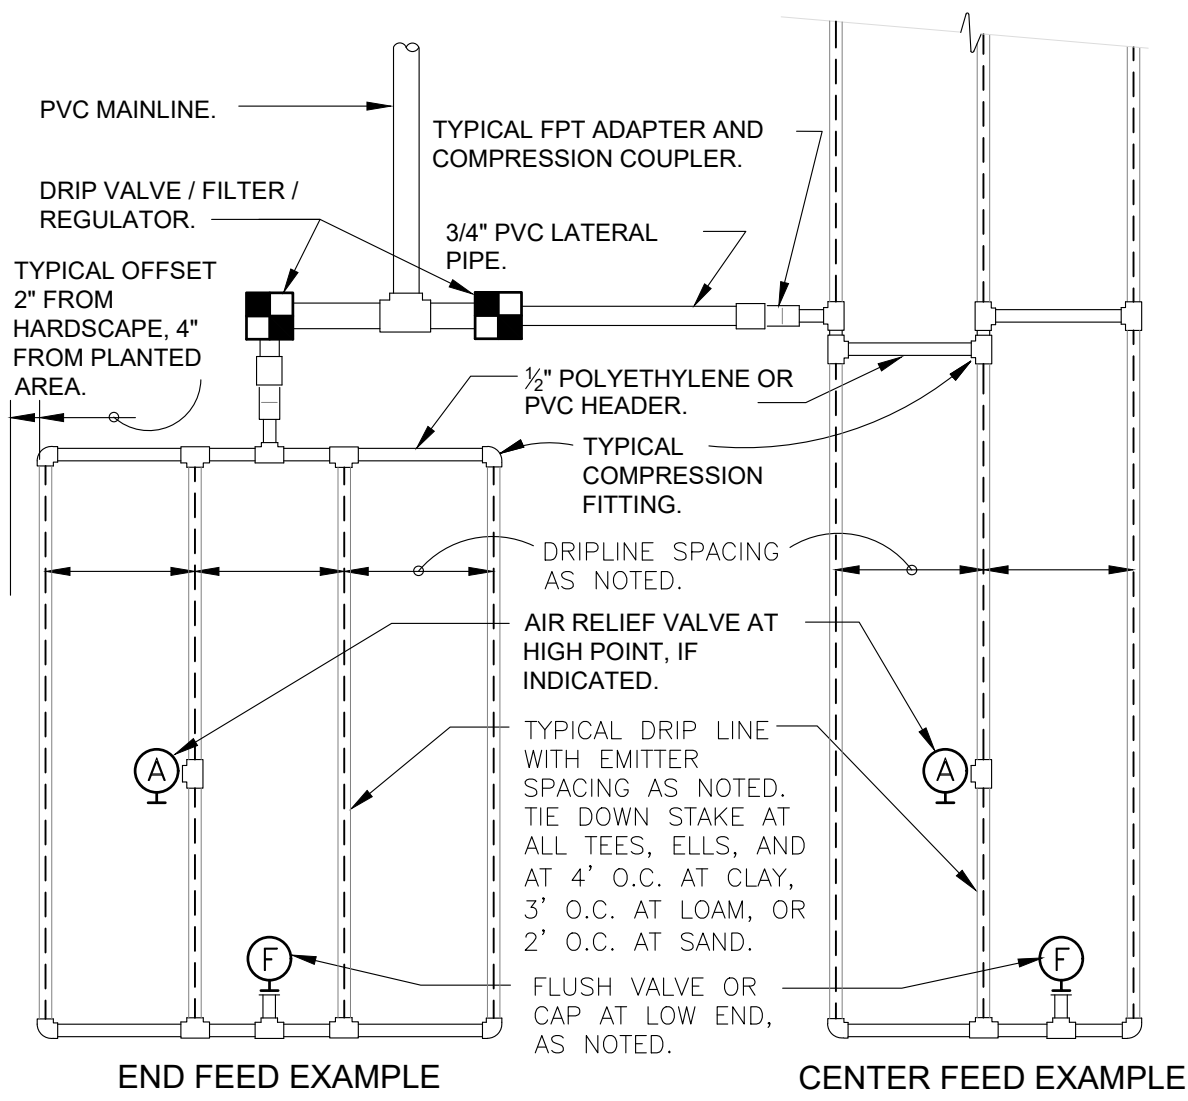 PVC MAINLINE.
TYPICAL FPT ADAPTER AND
COMPRESSION COUPLER.
DRIP VALVE / FILTER /
REGULATOR.
3/4" PVC LATERAL
PIPE.
TYPICAL OFFSET
2" FROM
HARDSCAPE, 4"
FROM PLANTED
AREA.
½" POLYETHYLENE OR
PVC HEADER.
TYPICAL
COMPRESSION
FITTING.
DRIPLINE SPACING
AS NOTED.
AIR RELIEF VALVE AT
HIGH POINT, IF
INDICATED.
TYPICAL DRIP LINE
WITH EMITTER
SPACING AS NOTED.
TIE DOWN STAKE AT
ALL TEES, ELLS, AND
AT 4' O.C. AT CLAY,
3' O.C. AT LOAM, OR
2' O.C. AT SAND.
A
A
F
F
FLUSH VALVE OR
CAP AT LOW END,
AS NOTED.
END FEED EXAMPLE
CENTER FEED EXAMPLE